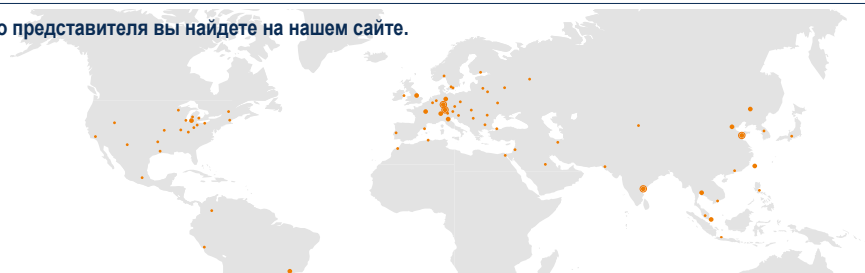 о представителя вы найдете на нашем сайте.